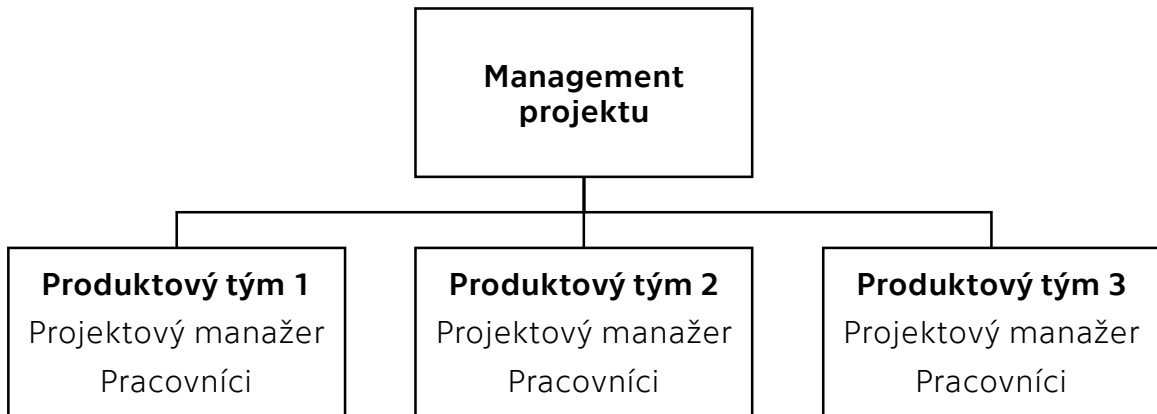 Management
projektu
Produktový tým 1
Projektový manažer
Pracovníci
Produktový tým 2
Projektový manažer
Pracovníci
Produktový tým 3
Projektový manažer
Pracovníci